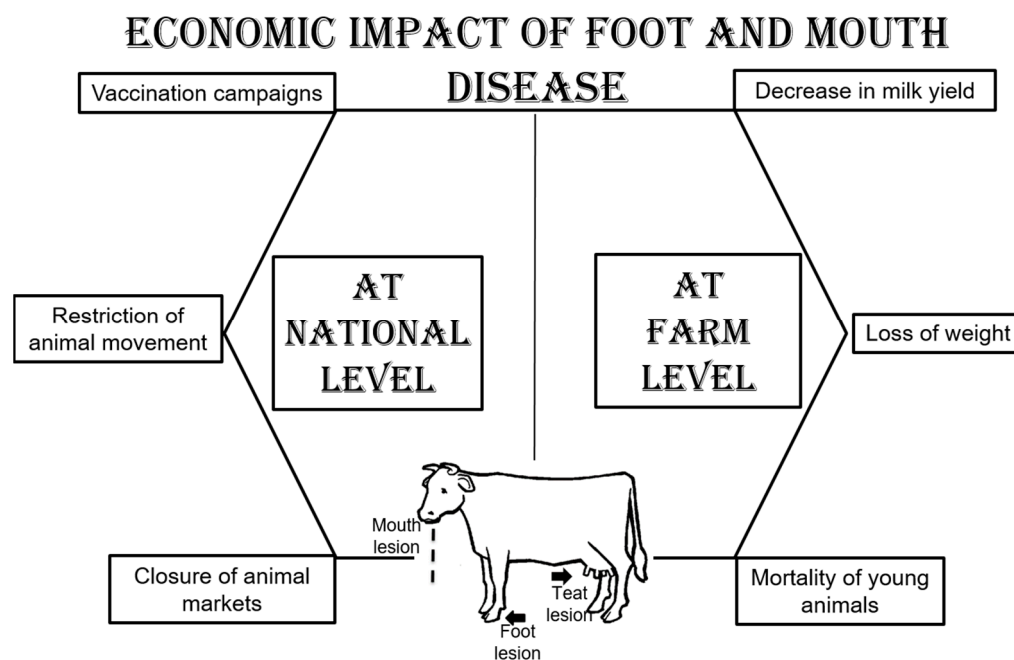 ECONOMIC IMPACT OF FOOT AND MOUTH
DISEASE
Vaccination campaigns
Decrease in milk yield
AT
NATIONAL
LEVEL
AT
FARM
LEVEL
Restriction of
animal movement
Loss of weight
Mouth
lesion
Closure of animal
markets
Teat
lesion
Foot
lesion
Mortality of young
animals